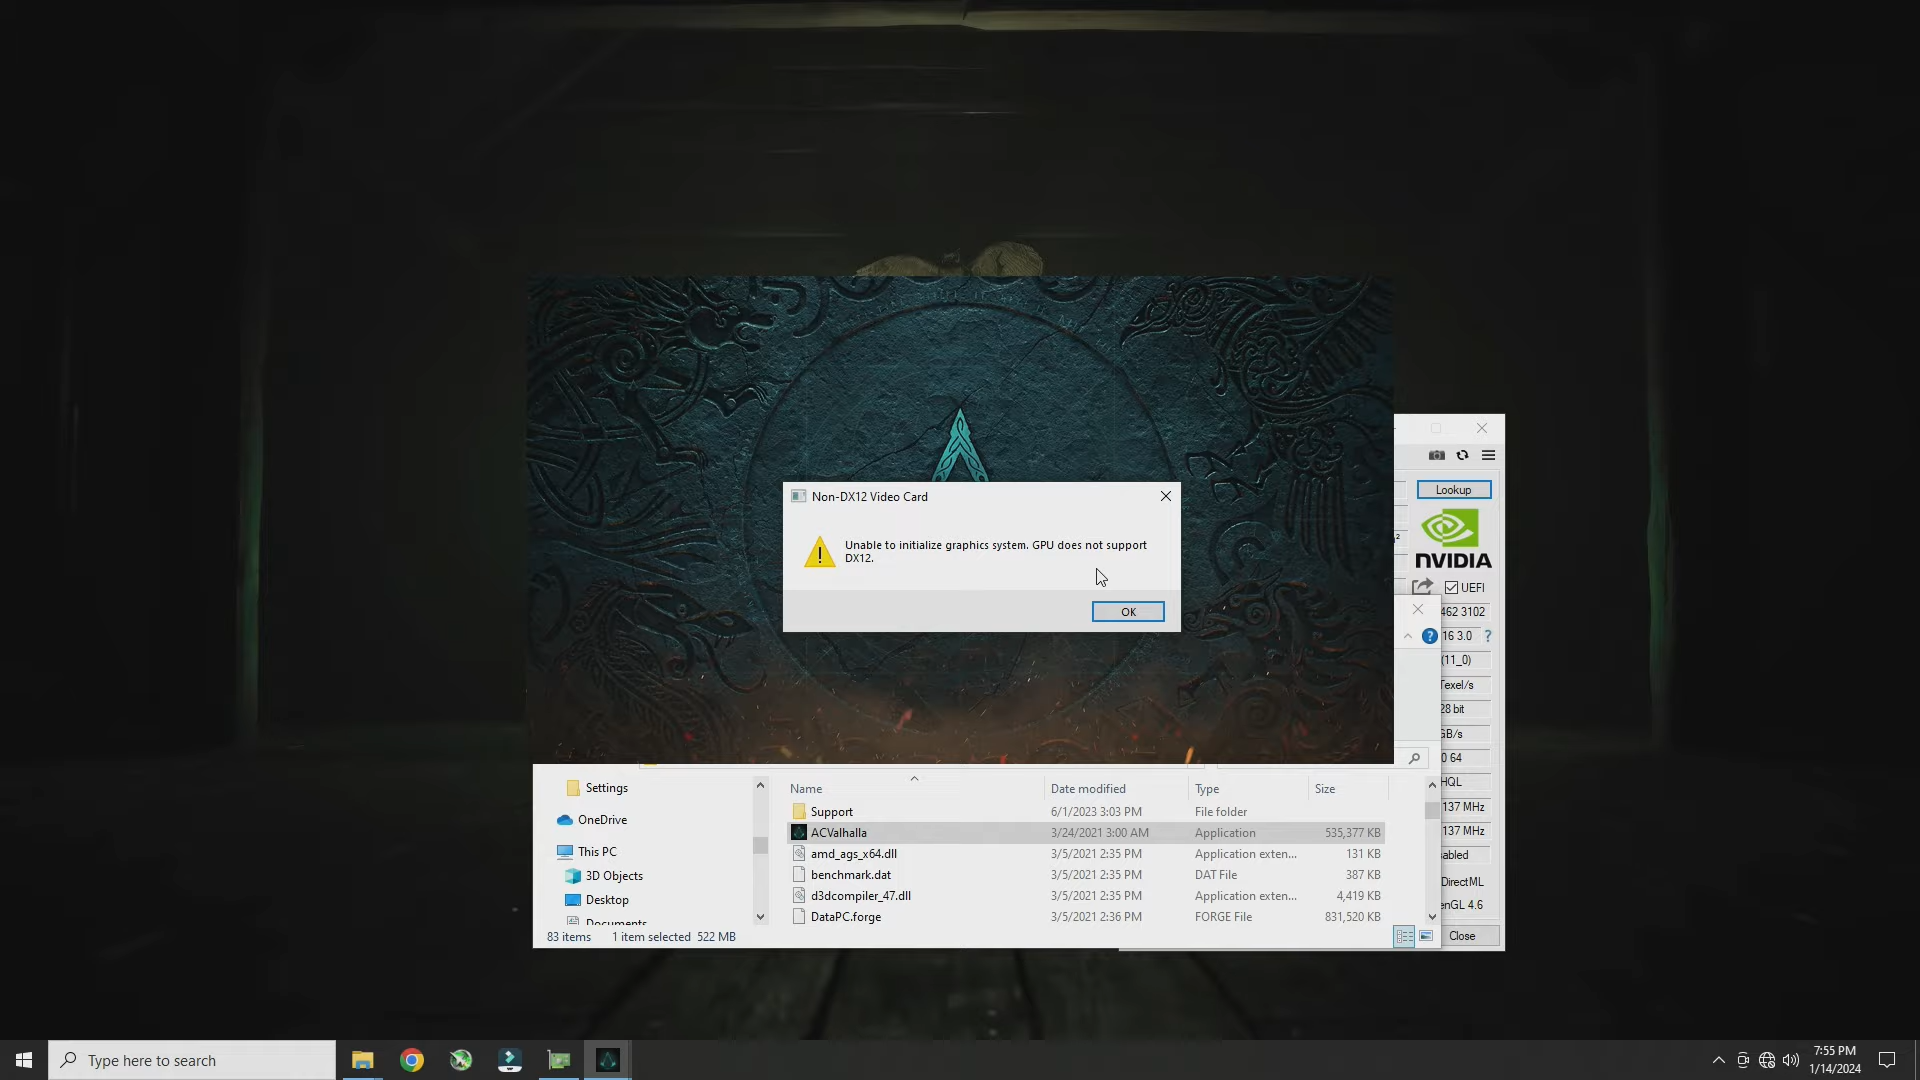 Lookup
NVIDIA
UEFI
462 3102
16 3.0 ?
(11_0)
Texel/s
28 bit
GB/s
0 64
HQL
137 MHz
137 MHz
abled
DirectML
enGL 4.6
Close
Non-DX12 Video Card
Unable to initialize graphics system. GPU does not support
DX12.
OK
Settings
OneDrive
This PC
3D Objects
Desktop
Documents
Name Date modified Type Size
Support 6/1/2023 3:03 PM File folder
ACValhalla 3/24/2021 3:00 AM Application 535,377 KB
amd_ags_x64.dll 3/5/2021 2:35 PM Application exten... 131 KB
benchmark.dat 3/5/2021 2:35 PM DAT File 387 KB
d3dcompiler_47.dll 3/5/2021 2:35 PM Application exten... 4,419 KB
DataPC.forge 3/5/2021 2:36 PM FORGE File 831,520 KB
83 items 1 item selected 522 MB
Type here to search
7:55 PM
1/14/2024